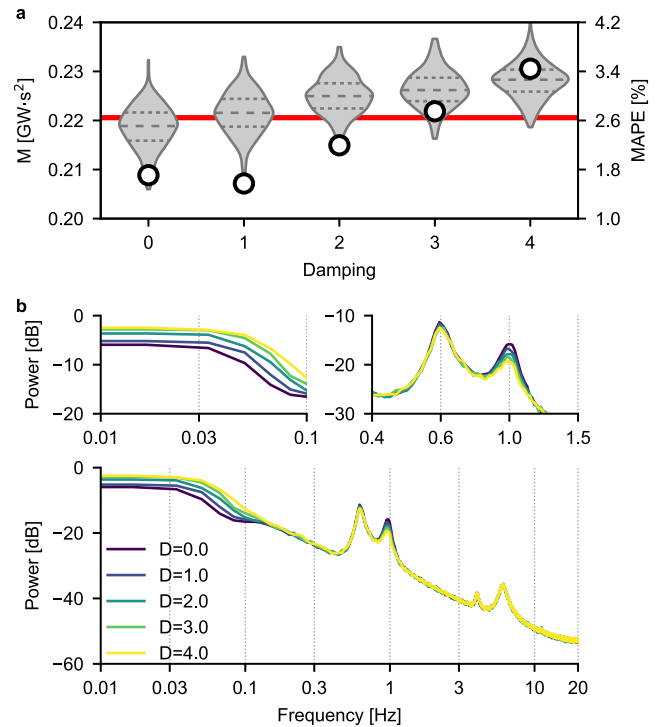 a
M [GW·s²]
0.24
0.23
0.22
0.21
0.20
4.2
3.4
2.6
1.8
1.0
MAPE [%]
0 1 2 3 4
Damping
b
Power [dB]
0
−10
−20
0.01 0.03 0.1
−10
−20
−30
0.4 0.6 1.0 1.5
Power [dB]
0
−20
−40
−60
D=0.0
D=1.0
D=2.0
D=3.0
D=4.0
0.01 0.03 0.1 0.3 1 3 10 20
Frequency [Hz]